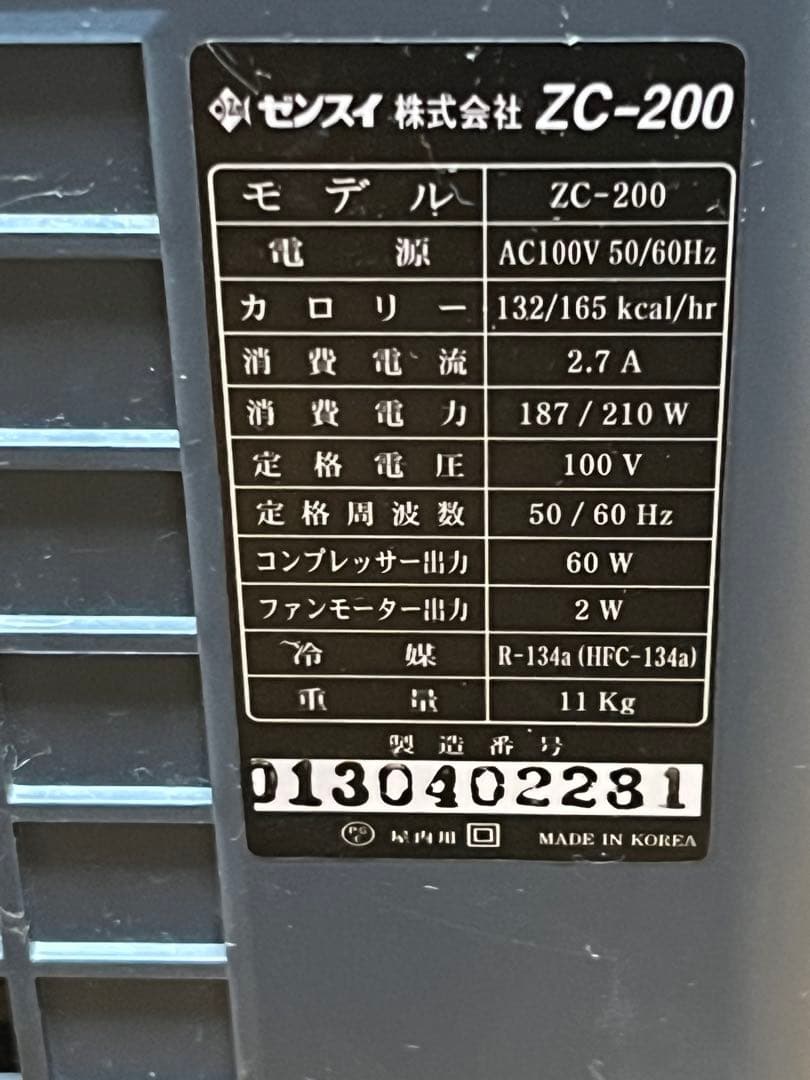 ゼンスイ 株式会社 ZC-200
モデル ZC-200
電源 AC100V 50/60Hz
カロリー 132/165 kcal/hr
消費電流 2.7 A
消費電力 187 / 210 W
定格電圧 100 V
定格周波数 50 / 60 Hz
コンプレッサー出力 60 W
ファンモーター出力 2 W
冷媒 R-134a (HFC-134a)
重量 11 Kg
製造番号
0130402281
屋内用 MADE IN KOREA